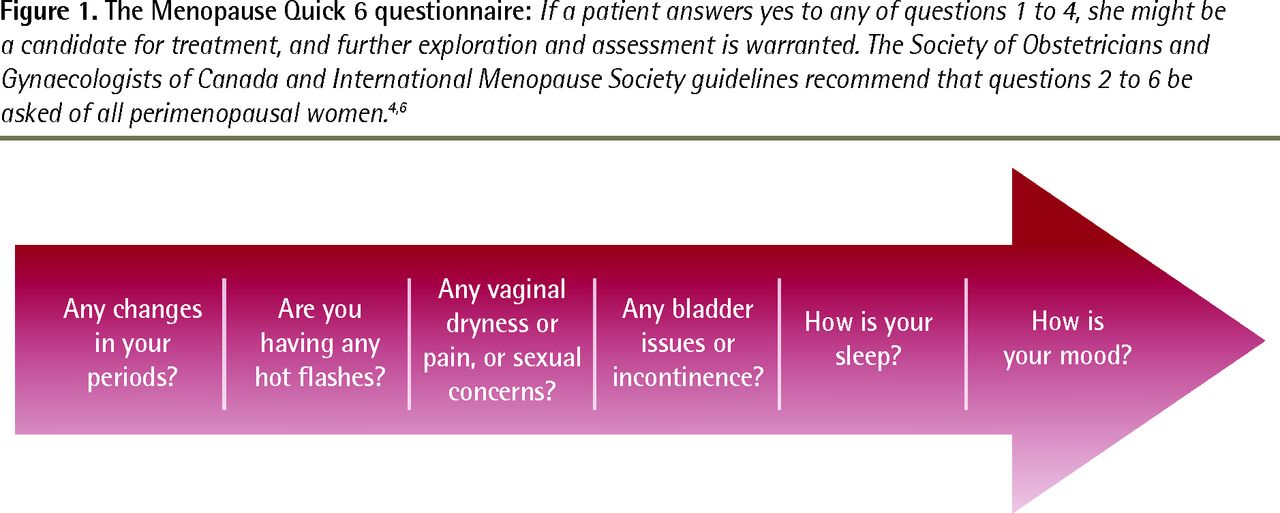 Figure 1. The Menopause Quick 6 questionnaire: If a patient answers yes to any of questions 1 to 4, she might be
a candidate for treatment, and further exploration and assessment is warranted. The Society of Obstetricians and
Gynaecologists of Canada and International Menopause Society guidelines recommend that questions 2 to 6 be
asked of all perimenopausal women.4,6
Any changes
in your
periods?
Are you
having any
hot flashes?
Any vaginal
dryness or
pain, or sexual
concerns?
Any bladder
issues or
incontinence?
How is your
sleep?
How is
your mood?